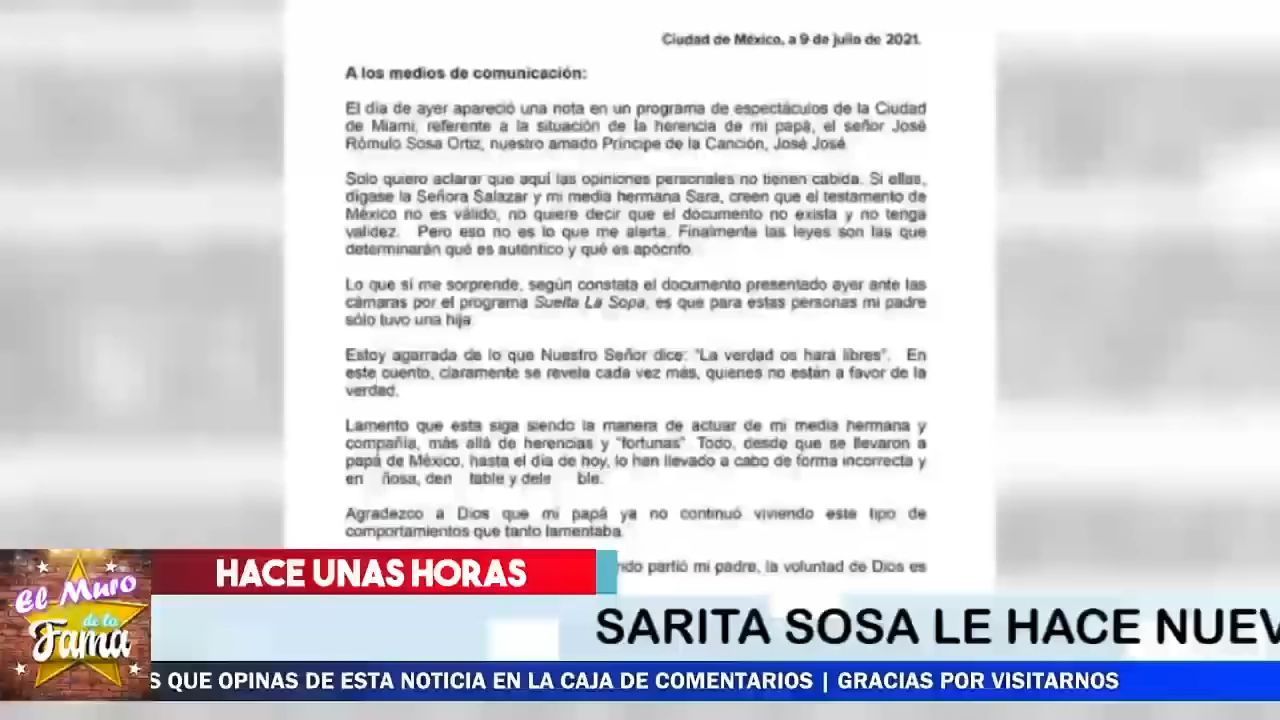 Ciudad de México, a 9 de julio de 2021.
A los medios de comunicación:
El día de ayer apareció una nota en un programa de espectáculos de la Ciudad
de Miami, referente a la situación de la herencia de mi papá, el señor José
Rómulo Sosa Ortiz, nuestro amado Príncipe de la Canción, José José.
Solo quiero aclarar que aquí las opiniones personales no tienen cabida. Si ellas,
dígase la Señora Salazar y mi media hermana Sara, creen que el testamento de
México no es válido, no quiere decir que el documento no exista y no tenga
validez. Pero eso no es lo que me alerta. Finalmente las leyes son las que
determinarán qué es auténtico y qué es apócrifo.
Lo que sí me sorprende, según constata el documento presentado ayer ante las
cámaras por el programa Suelta La Sopa, es que para estas personas mi padre
sólo tuvo una hija.
Estoy agarrada de lo que Nuestro Señor dice: "La verdad os hará libres". En
este cuento, claramente se revela cada vez más, quienes no están a favor de la
verdad.
Lamento que esta siga siendo la manera de actuar de mi media hermana y
compañía, más allá de herencias y "fortunas". Todo, desde que se llevaron a
papá de México, hasta el día de hoy, lo han llevado a cabo de forma incorrecta y
en ñosa, den table y dele ble.
Agradezco a Dios que mi papá ya no continuó viviendo este tipo de
comportamientos que tanto lamentaba.
ndo partió mi padre, la voluntad de Dios es
HACE UNAS HORAS
El Muro
de la
Fama
SARITA SOSA LE HACE NUEV
S QUE OPINAS DE ESTA NOTICIA EN LA CAJA DE COMENTARIOS | GRACIAS POR VISITARNOS